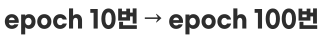 epoch 10번 → epoch 100번